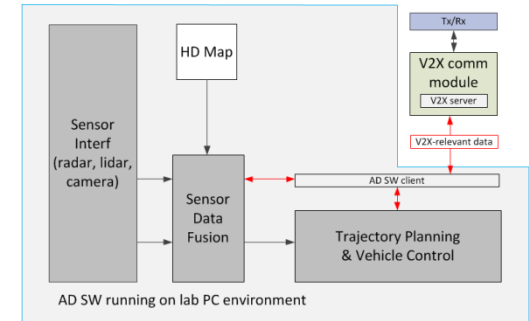 Tx/Rx
HD Map
V2X comm
module
V2X server
Sensor
Interf
(radar, lidar,
camera)
V2X-relevant data
AD SW client
Sensor
Data
Fusion
Trajectory Planning
& Vehicle Control
AD SW running on lab PC environment